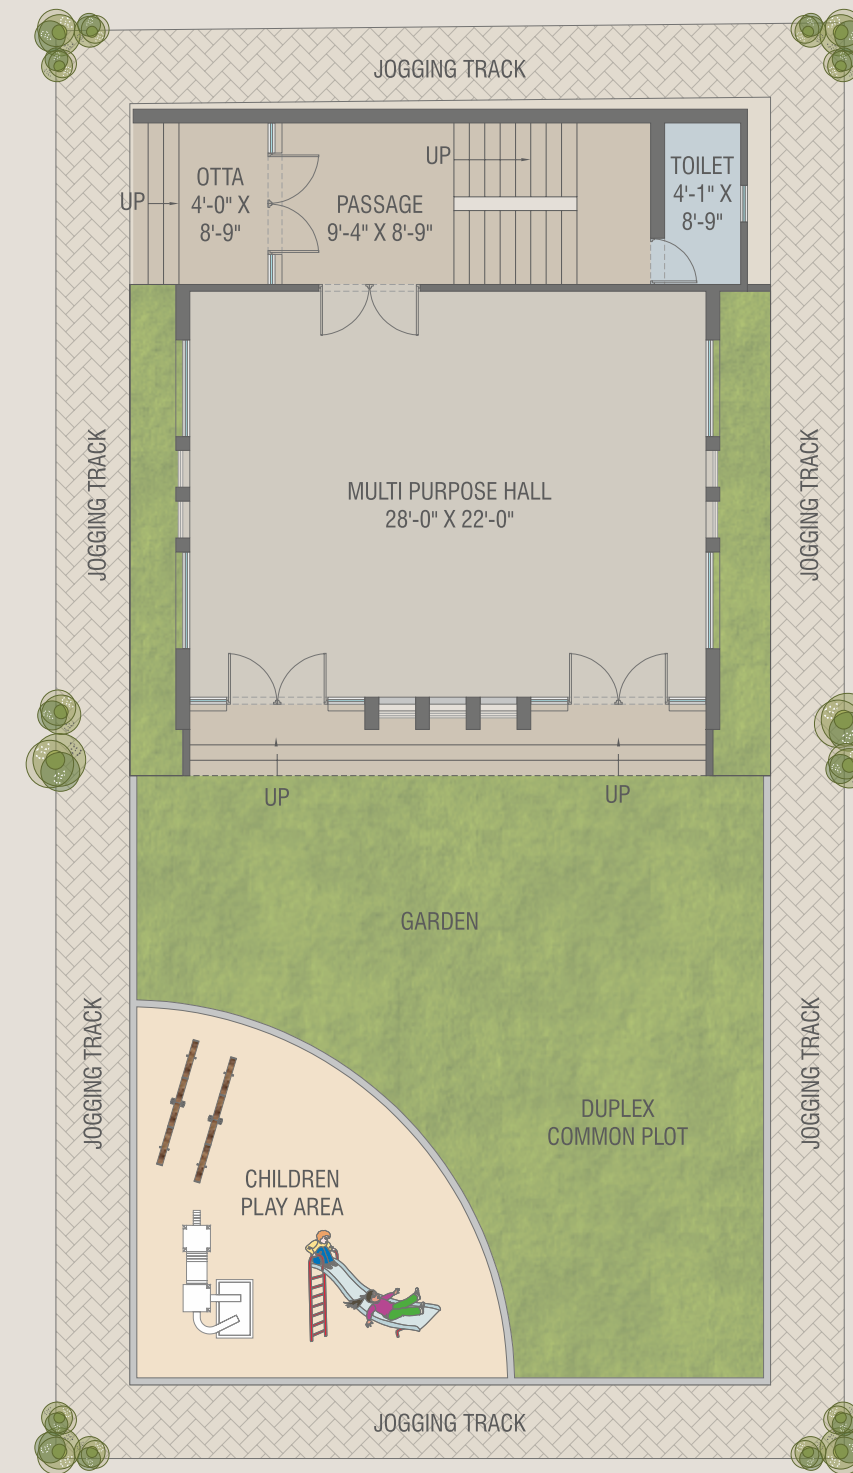 JOGGING TRACK
UP
OTTA
4'-0" X
8'-9"
PASSAGE
9'-4" X 8'-9"
UP
TOILET
4'-1" X
8'-9"
JOGGING TRACK
MULTI PURPOSE HALL
28'-0" X 22'-0"
JOGGING TRACK
UP
UP
GARDEN
JOGGING TRACK
DUPLEX
COMMON PLOT
JOGGING TRACK
CHILDREN
PLAY AREA
JOGGING TRACK